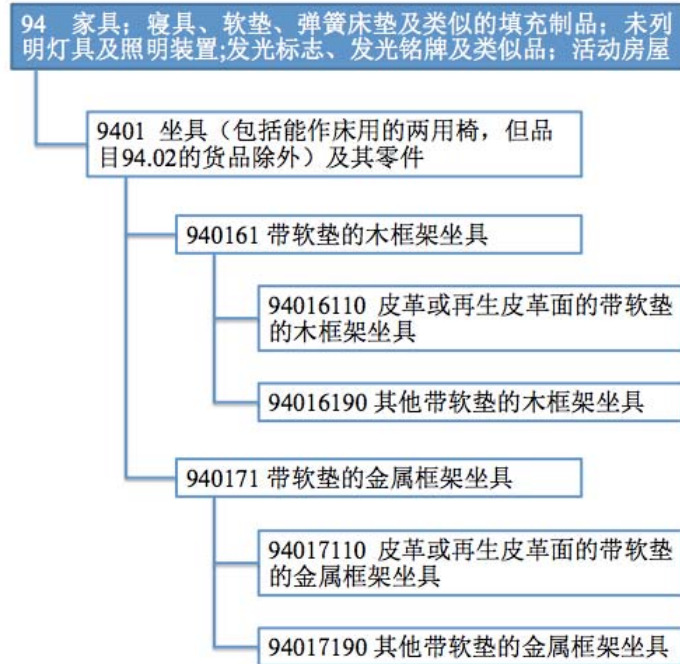 94 家具；寝具、软垫、弹簧床垫及类似的填充制品；未列
明灯具及照明装置;发光标志、发光铭牌及类似品；活动房屋
9401 坐具（包括能作床用的两用椅，但品
目94.02的货品除外）及其零件
940161 带软垫的木框架坐具
94016110 皮革或再生皮革面的带软垫
的木框架坐具
94016190 其他带软垫的木框架坐具
940171 带软垫的金属框架坐具
94017110 皮革或再生皮革面的带软垫
的金属框架坐具
94017190 其他带软垫的金属框架坐具